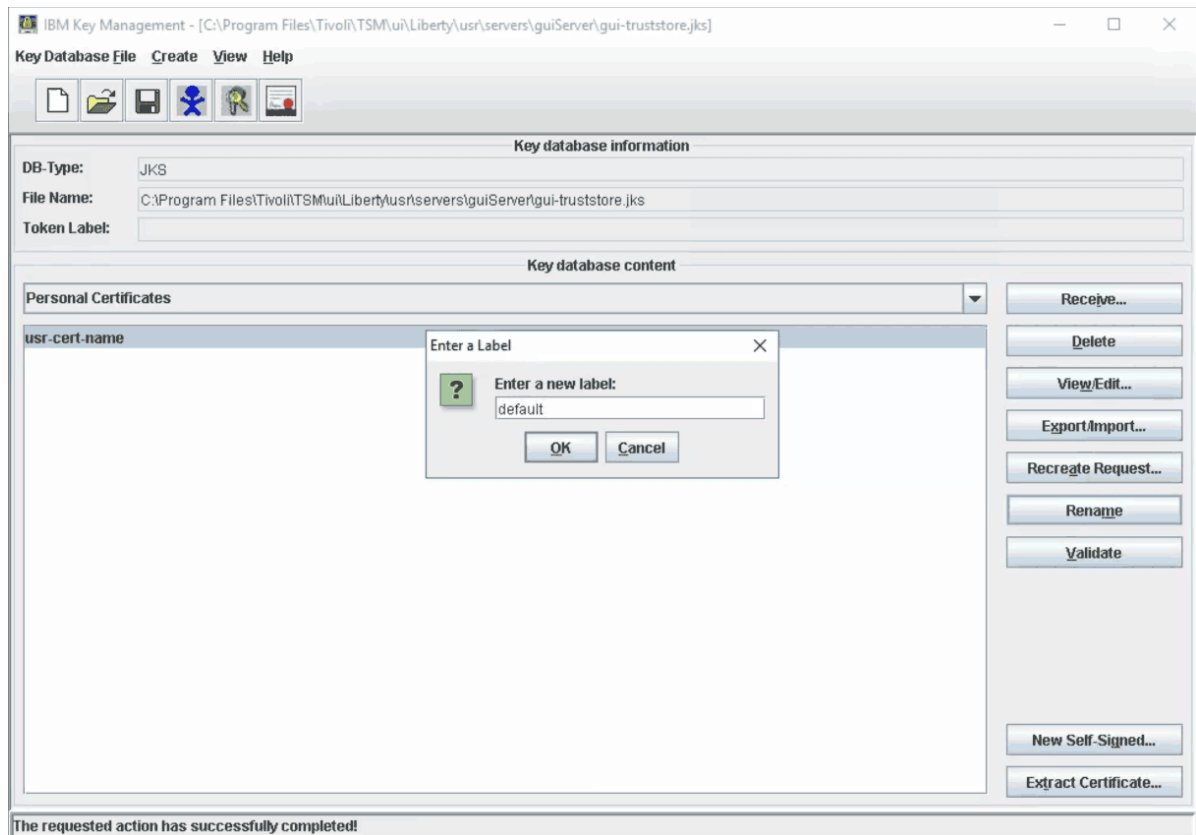 IBM Key Management - [C:\Program Files\Tivoli\TSM\ui\Liberty\usr\servers\guiServer\gui-truststore.jks]
Key Database File Create View Help
Key database information
DB-Type: JKS
File Name: C:\Program Files\Tivoli\TSM\ui\Liberty\usr\servers\guiServer\gui-truststore.jks
Token Label:
Key database content
Personal Certificates
Receive...
usr-cert-name
Delete
View/Edit...
Export/Import...
Recreate Request...
Rename
Validate
New Self-Signed...
Extract Certificate...
Enter a Label
?
Enter a new label:
default
OK Cancel
The requested action has successfully completed!